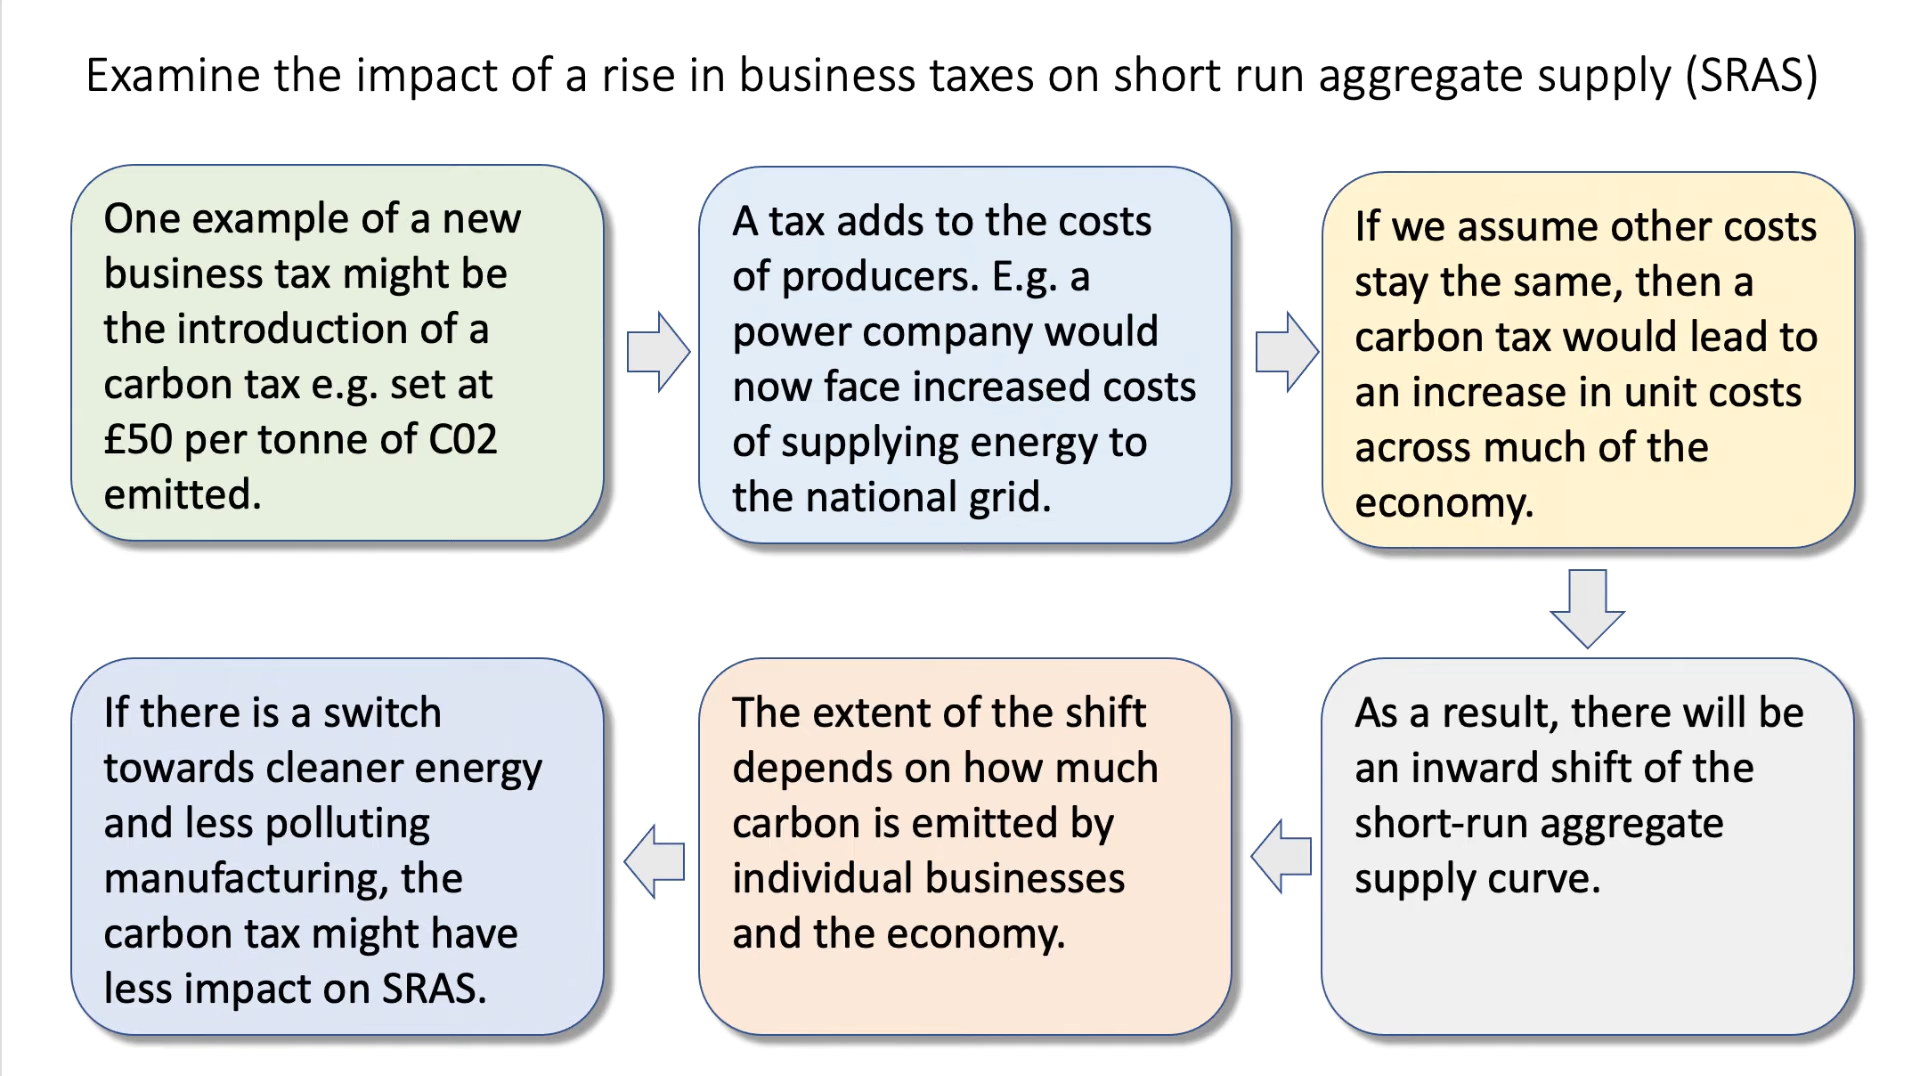 Examine the impact of a rise in business taxes on short run aggregate supply (SRAS)
One example of a new
business tax might be
the introduction of a
carbon tax e.g. set at
£50 per tonne of C02
emitted.
A tax adds to the costs
of producers. E.g. a
power company would
now face increased costs
of supplying energy to
the national grid.
If we assume other costs
stay the same, then a
carbon tax would lead to
an increase in unit costs
across much of the
economy.
As a result, there will be
an inward shift of the
short-run aggregate
supply curve.
The extent of the shift
depends on how much
carbon is emitted by
individual businesses
and the economy.
If there is a switch
towards cleaner energy
and less polluting
manufacturing, the
carbon tax might have
less impact on SRAS.